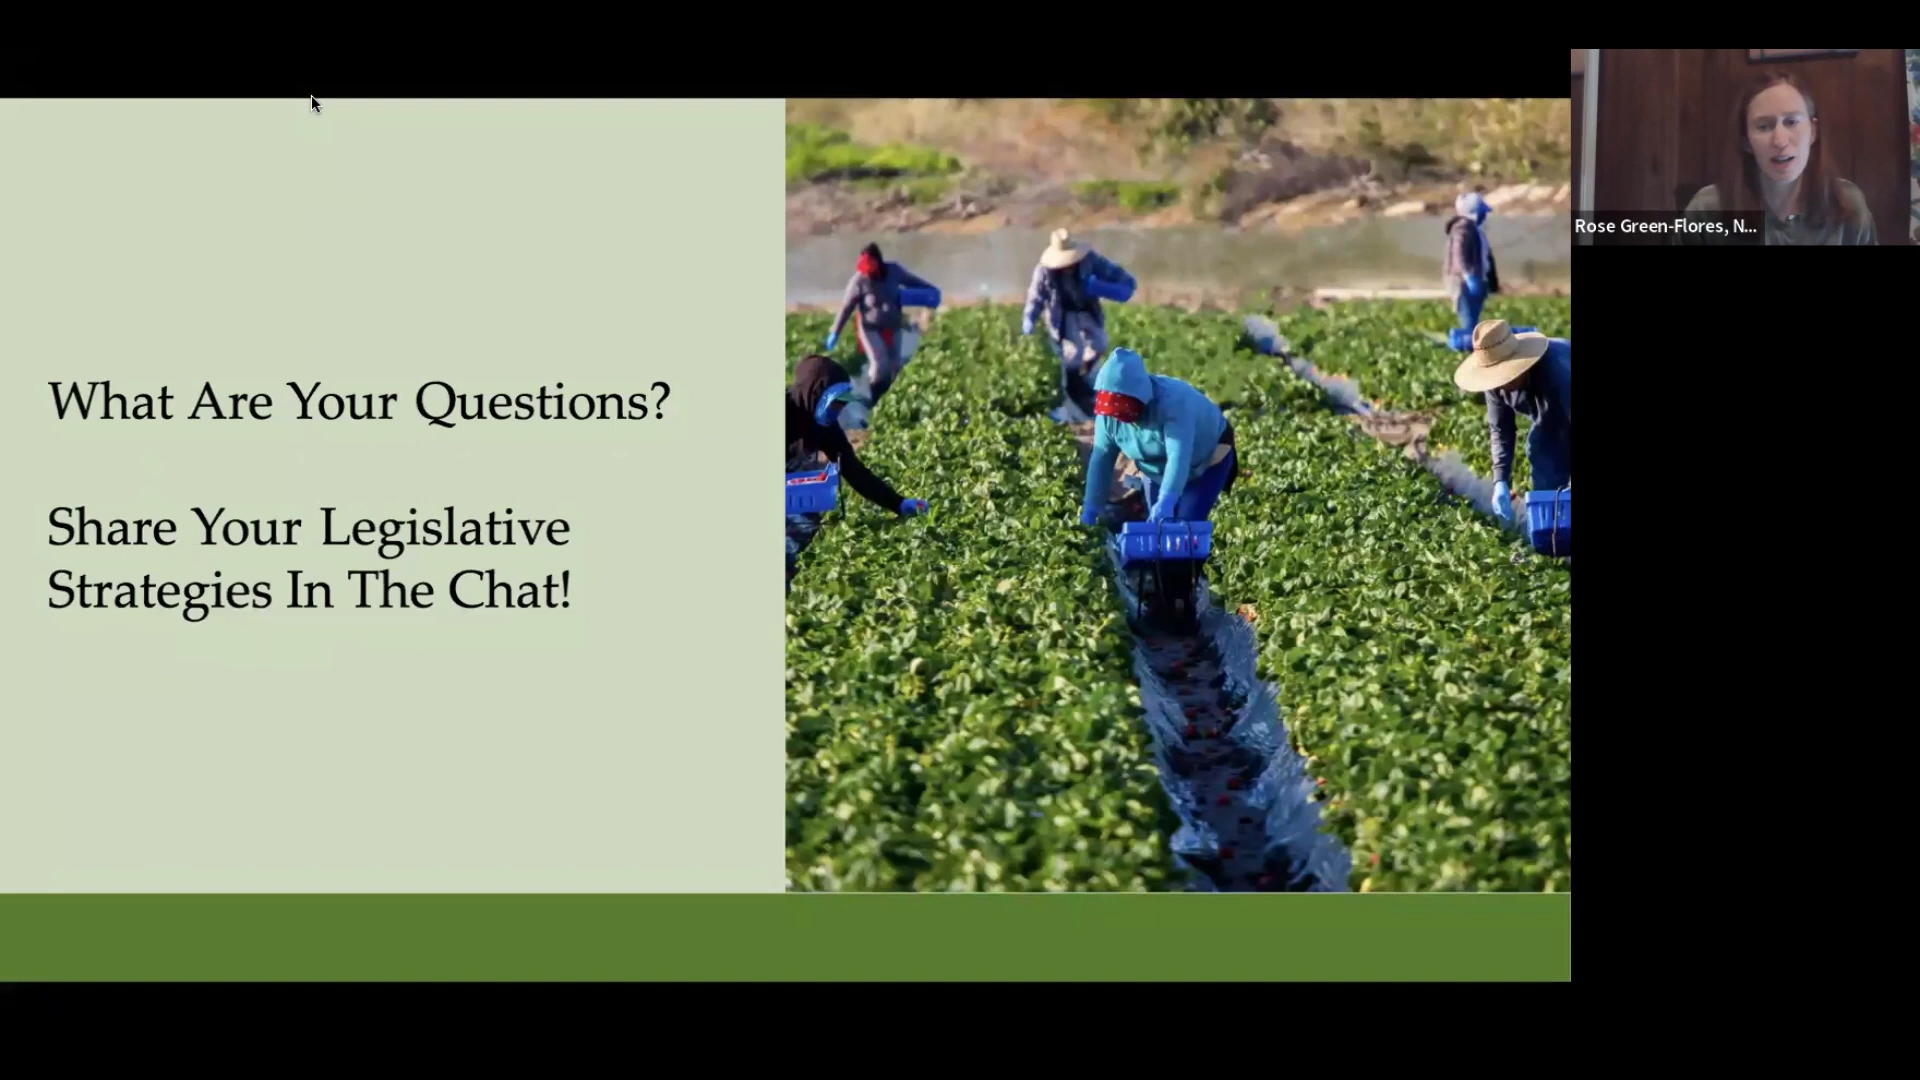 What Are Your Questions?
Share Your Legislative
Strategies In The Chat!
Rose Green-Flores, N...